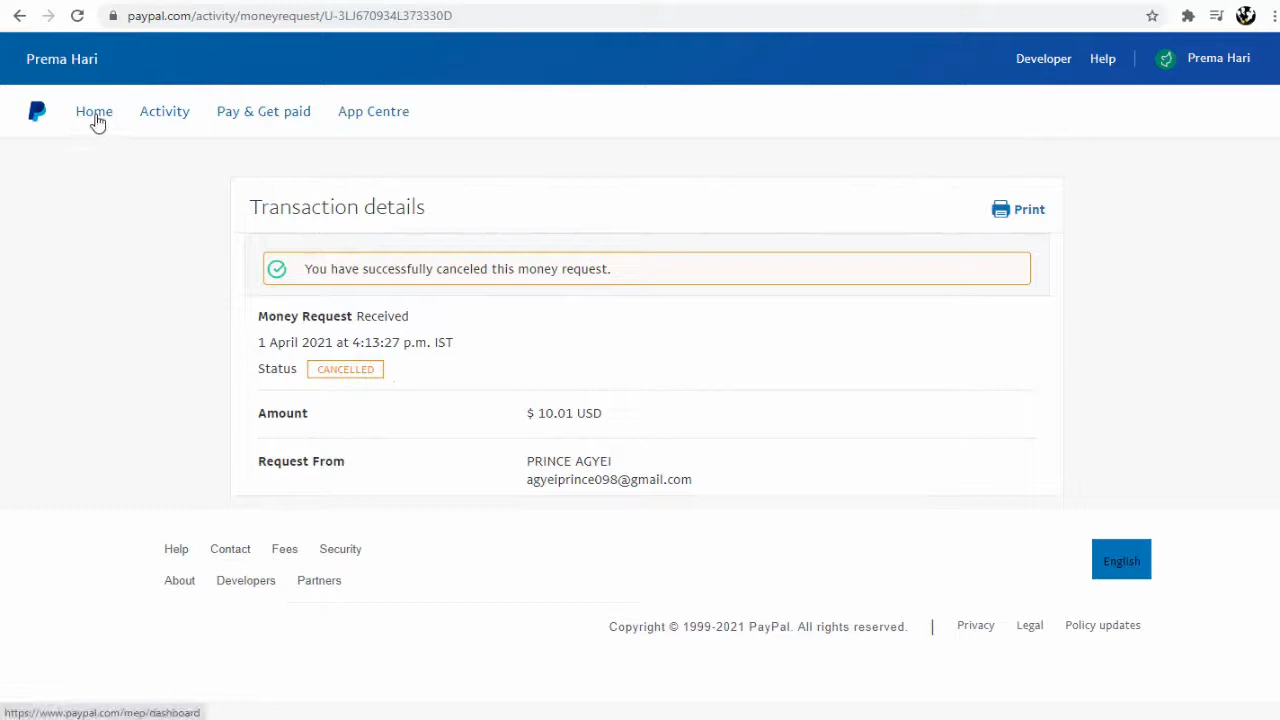 paypal.com/activity/moneyrequest/U-3LJ670934L373330D
Prema Hari
Developer Help Prema Hari
Home Activity Pay & Get paid App Centre
Transaction details
Print
You have successfully canceled this money request.
Money Request Received
1 April 2021 at 4:13:27 p.m. IST
Status CANCELLED
Amount $ 10.01 USD
Request From PRINCE AGYEI
agyeiprince098@gmail.com
Help Contact Fees Security
English
About Developers Partners
Copyright © 1999-2021 PayPal. All rights reserved. | Privacy Legal Policy updates
https://www.paypal.com/mep/dashboard